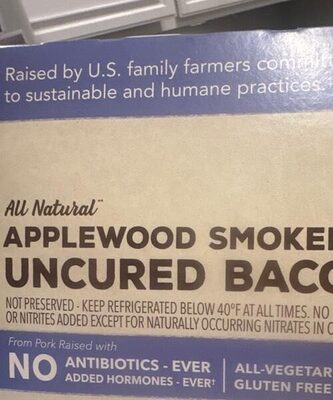 Raised by U.S. family farmers
to sustainable and humane practices.
All Natural**
APPLEWOOD SMOKE
UNCURED BAC
NOT PRESERVED - KEEP REFRIGERATED BELOW 40°F AT ALL TIMES. NO
OR NITRITES ADDED EXCEPT FOR NATURALLY OCCURRING NITRATES IN
From Pork Raised with
NO ANTIBIOTICS - EVER
ADDED HORMONES - EVER†
ALL-VEGETAR
GLUTEN FREE